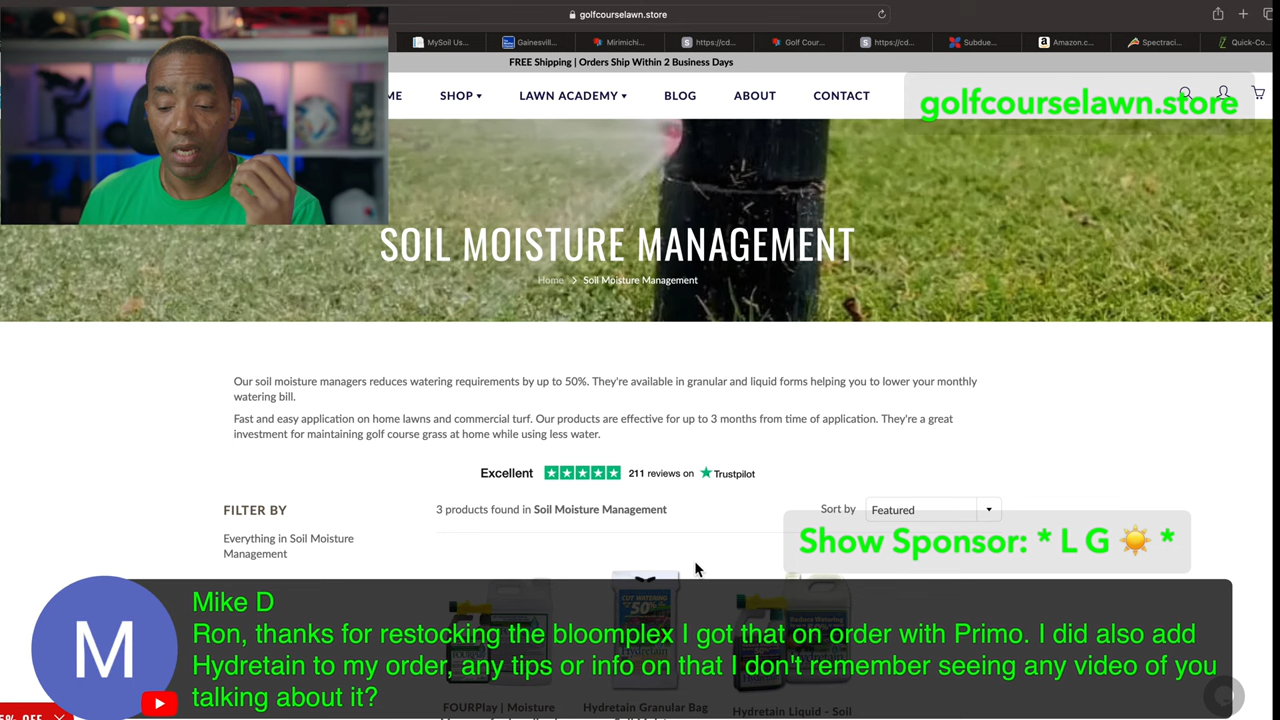 golfcourselawn.store
MySoil Us...
Gainesvill...
Mirimichi...
https://cd...
Golf Cour...
https://cd...
Subdue...
Amazon.c...
Spectraci...
Quick-Co...
FREE Shipping | Orders Ship Within 2 Business Days
ME
SHOP
LAWN ACADEMY
BLOG
ABOUT
CONTACT
golfcourselawn.store
SOIL MOISTURE MANAGEMENT
Home > Soil Moisture Management
Our soil moisture managers reduces watering requirements by up to 50%. They're available in granular and liquid forms helping you to lower your monthly
watering bill.
Fast and easy application on home lawns and commercial turf. Our products are effective for up to 3 months from time of application. They're a great
investment for maintaining golf course grass at home while using less water.
Excellent 211 reviews on Trustpilot
FILTER BY
3 products found in Soil Moisture Management
Sort by Featured
Everything in Soil Moisture
Management
Show Sponsor: * L G ☀️ *
M
Mike D
Ron, thanks for restocking the bloomplex I got that on order with Primo. I did also add
Hydretain to my order, any tips or info on that I don't remember seeing any video of you
talking about it?
CUT WATERING
50%
5% OFF
FOURPlay | Moisture
Hydretain Granular Bag
Hydretain Liquid - Soil